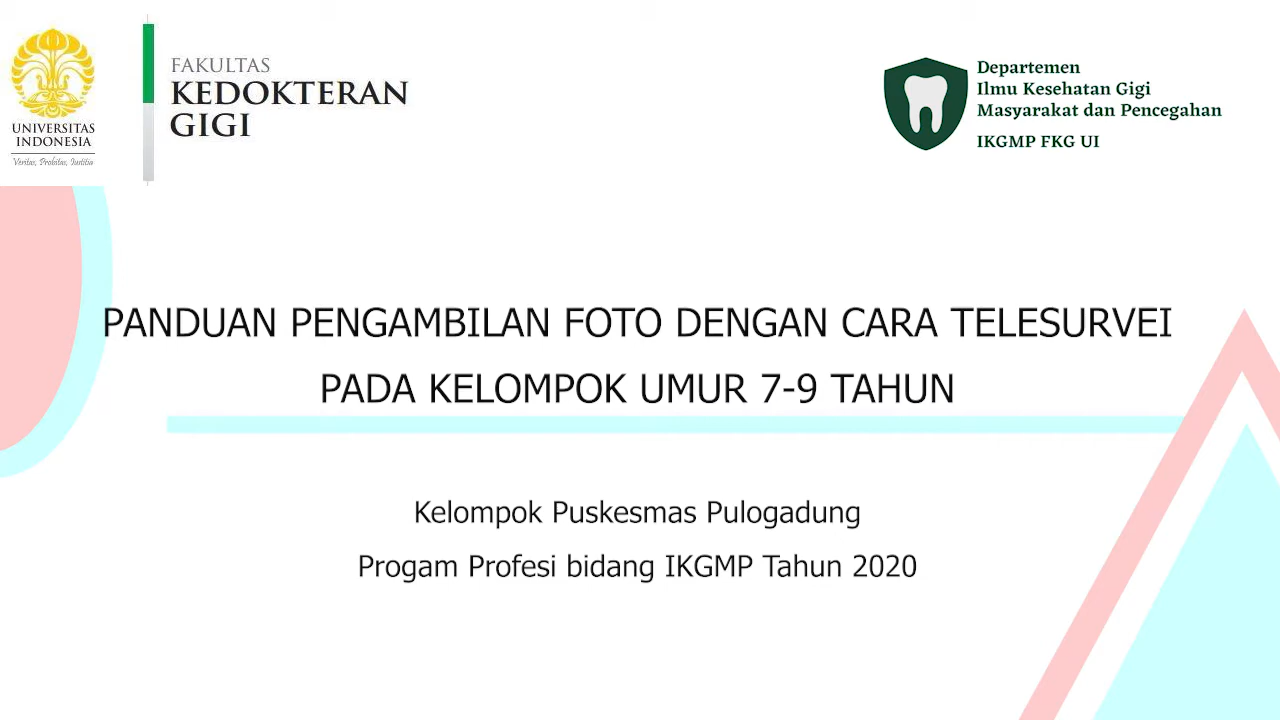 UNIVERSITAS
INDONESIA
Veritas, Probitas, Iustitia
FAKULTAS
KEDOKTERAN
GIGI
Departemen
Ilmu Kesehatan Gigi
Masyarakat dan Pencegahan
IKGMP FKG UI
PANDUAN PENGAMBILAN FOTO DENGAN CARA TELESURVEI
PADA KELOMPOK UMUR 7-9 TAHUN
Kelompok Puskesmas Pulogadung
Progam Profesi bidang IKGMP Tahun 2020